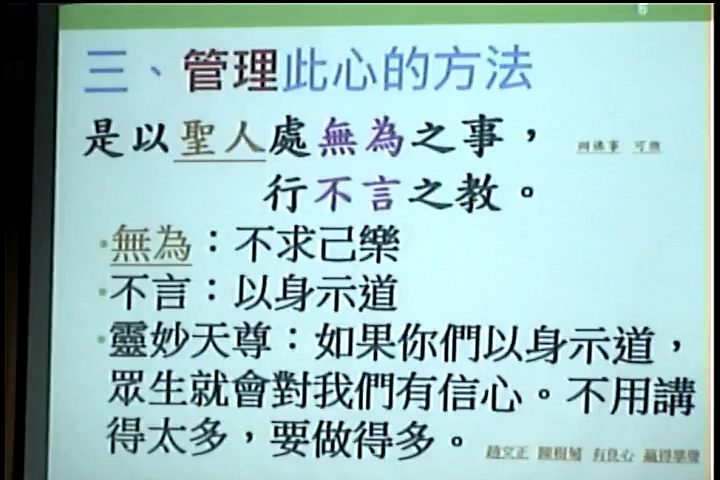 6
三、管理此心的方法
是以聖人處無為之事，
行不言之教。
•無為：不求己樂
•不言：以身示道
•靈妙天尊：如果你們以身示道，
眾生就會對我們有信心。不用講
得太多，要做得多。